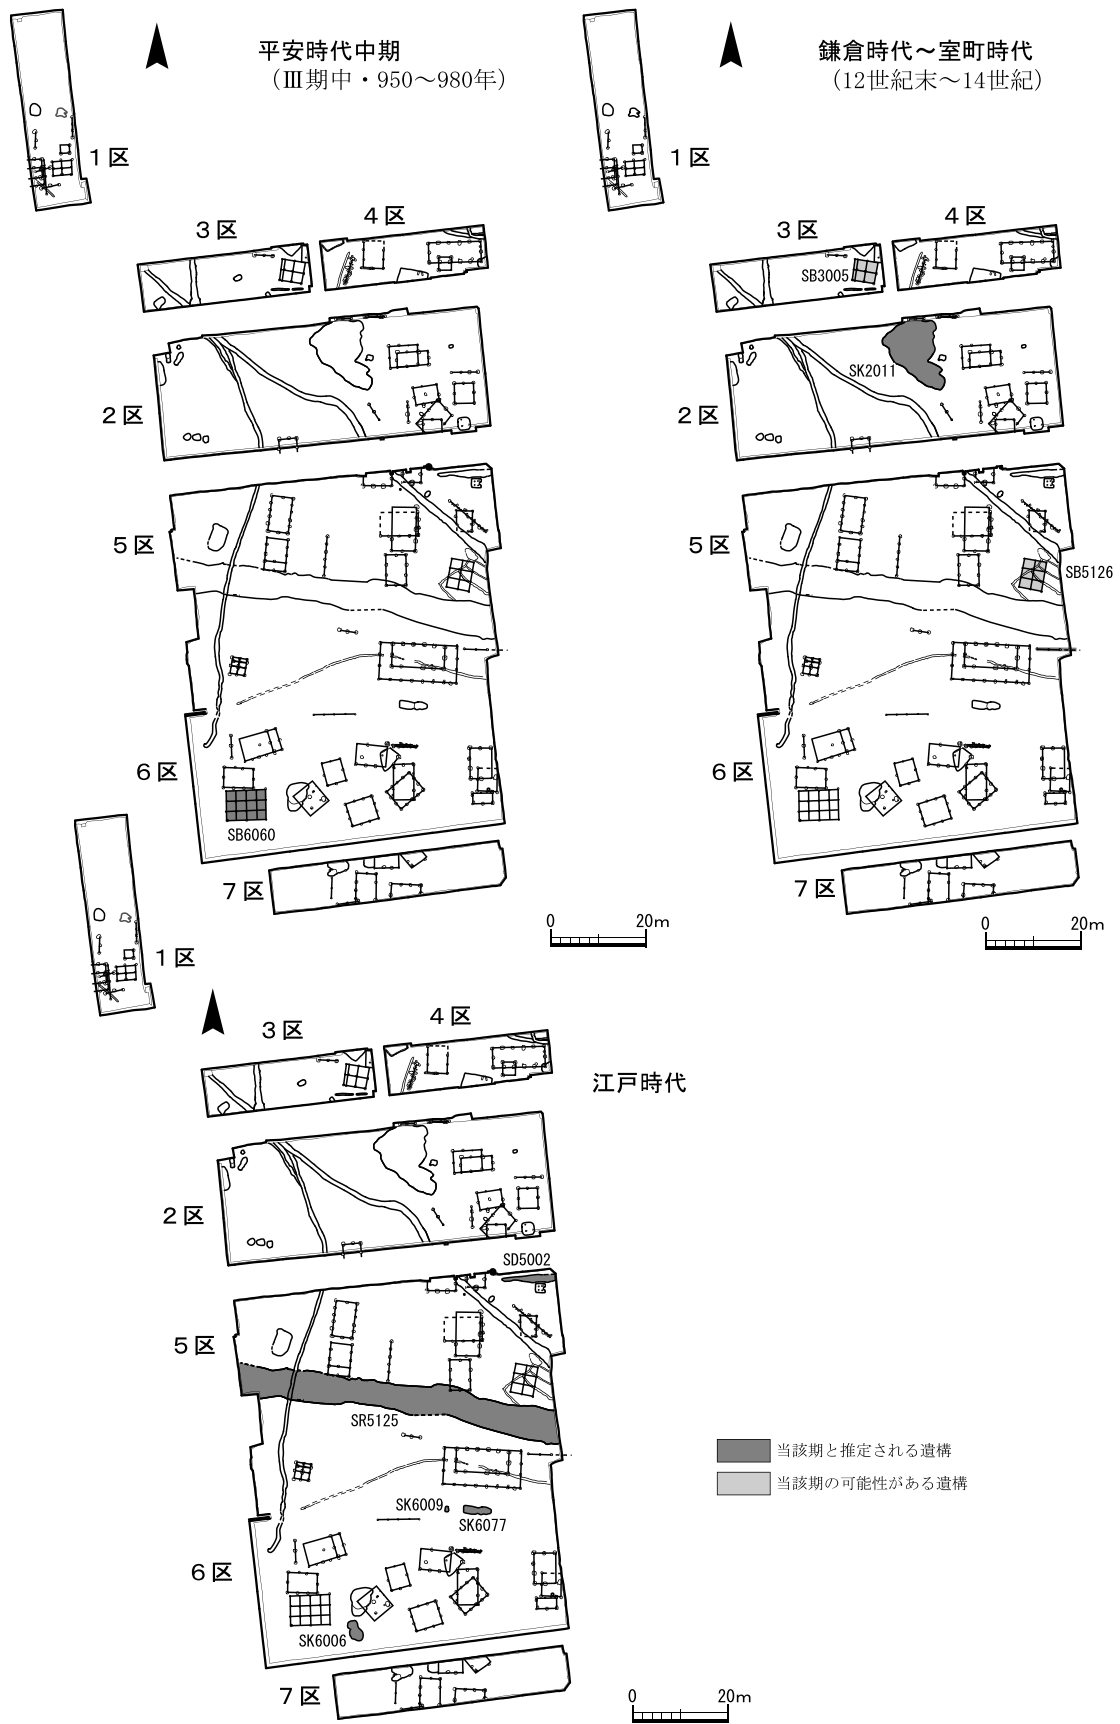 平安時代中期
（Ⅲ期中・950～980年）
1区
3区
4区
2区
5区
6区
SB6060
7区
0 20m
鎌倉時代～室町時代
（12世紀末～14世紀）
1区
3区
4区
SB3005
SK2011
2区
5区
SB5126
6区
7区
0 20m
江戸時代
1区
3区
4区
2区
SD5002
5区
SR5125
SK6009
SK6077
6区
SK6006
7区
0 20m
当該期と推定される遺構
当該期の可能性がある遺構